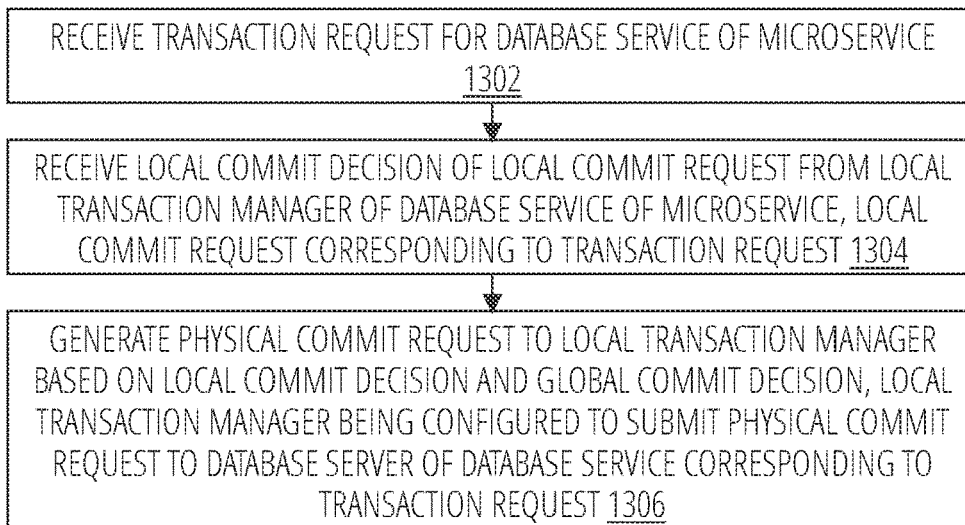 RECEIVE TRANSACTION REQUEST FOR DATABASE SERVICE OF MICROSERVICE
1302
RECEIVE LOCAL COMMIT DECISION OF LOCAL COMMIT REQUEST FROM LOCAL
TRANSACTION MANAGER OF DATABASE SERVICE OF MICROSERVICE, LOCAL
COMMIT REQUEST CORRESPONDING TO TRANSACTION REQUEST 1304
GENERATE PHYSICAL COMMIT REQUEST TO LOCAL TRANSACTION MANAGER
BASED ON LOCAL COMMIT DECISION AND GLOBAL COMMIT DECISION, LOCAL
TRANSACTION MANAGER BEING CONFIGURED TO SUBMIT PHYSICAL COMMIT
REQUEST TO DATABASE SERVER OF DATABASE SERVICE CORRESPONDING TO
TRANSACTION REQUEST 1306